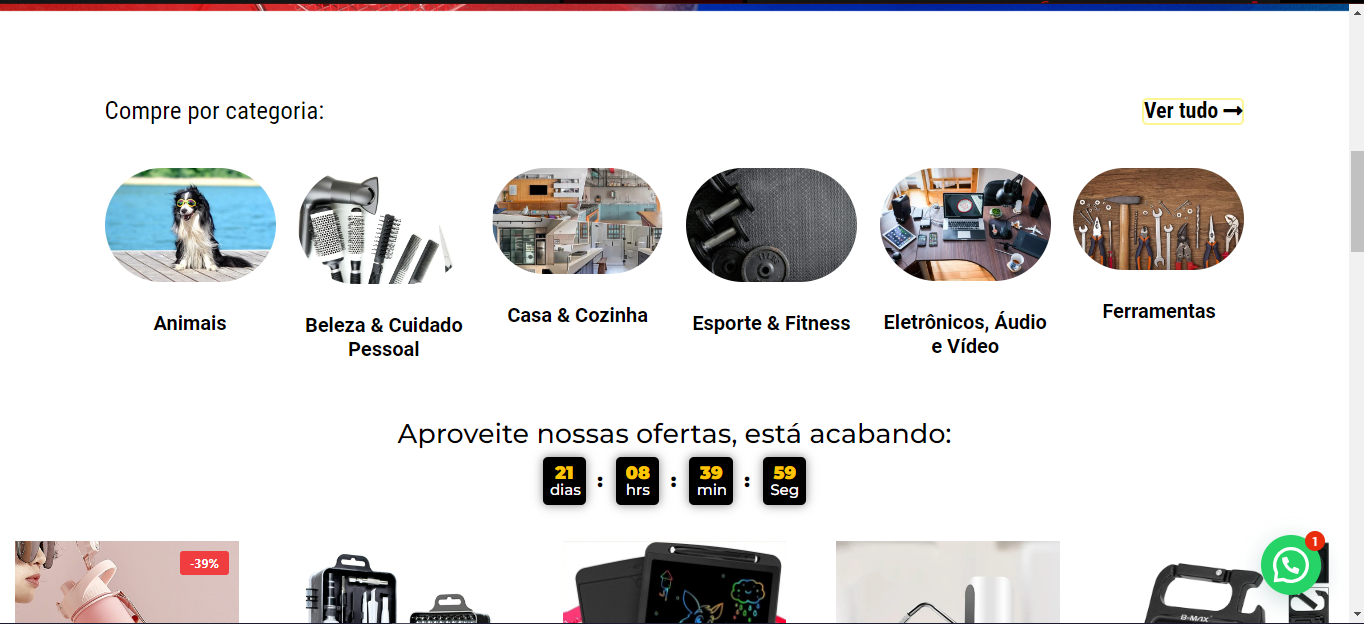 Compre por categoria:
Ver tudo
Animais
Beleza & Cuidado
Pessoal
Casa & Cozinha
Esporte & Fitness
Eletrônicos, Áudio
e Vídeo
Ferramentas
Aproveite nossas ofertas, está acabando:
21 : 08 : 39 : 59
dias hrs min Seg
-39%
1
B-MAX